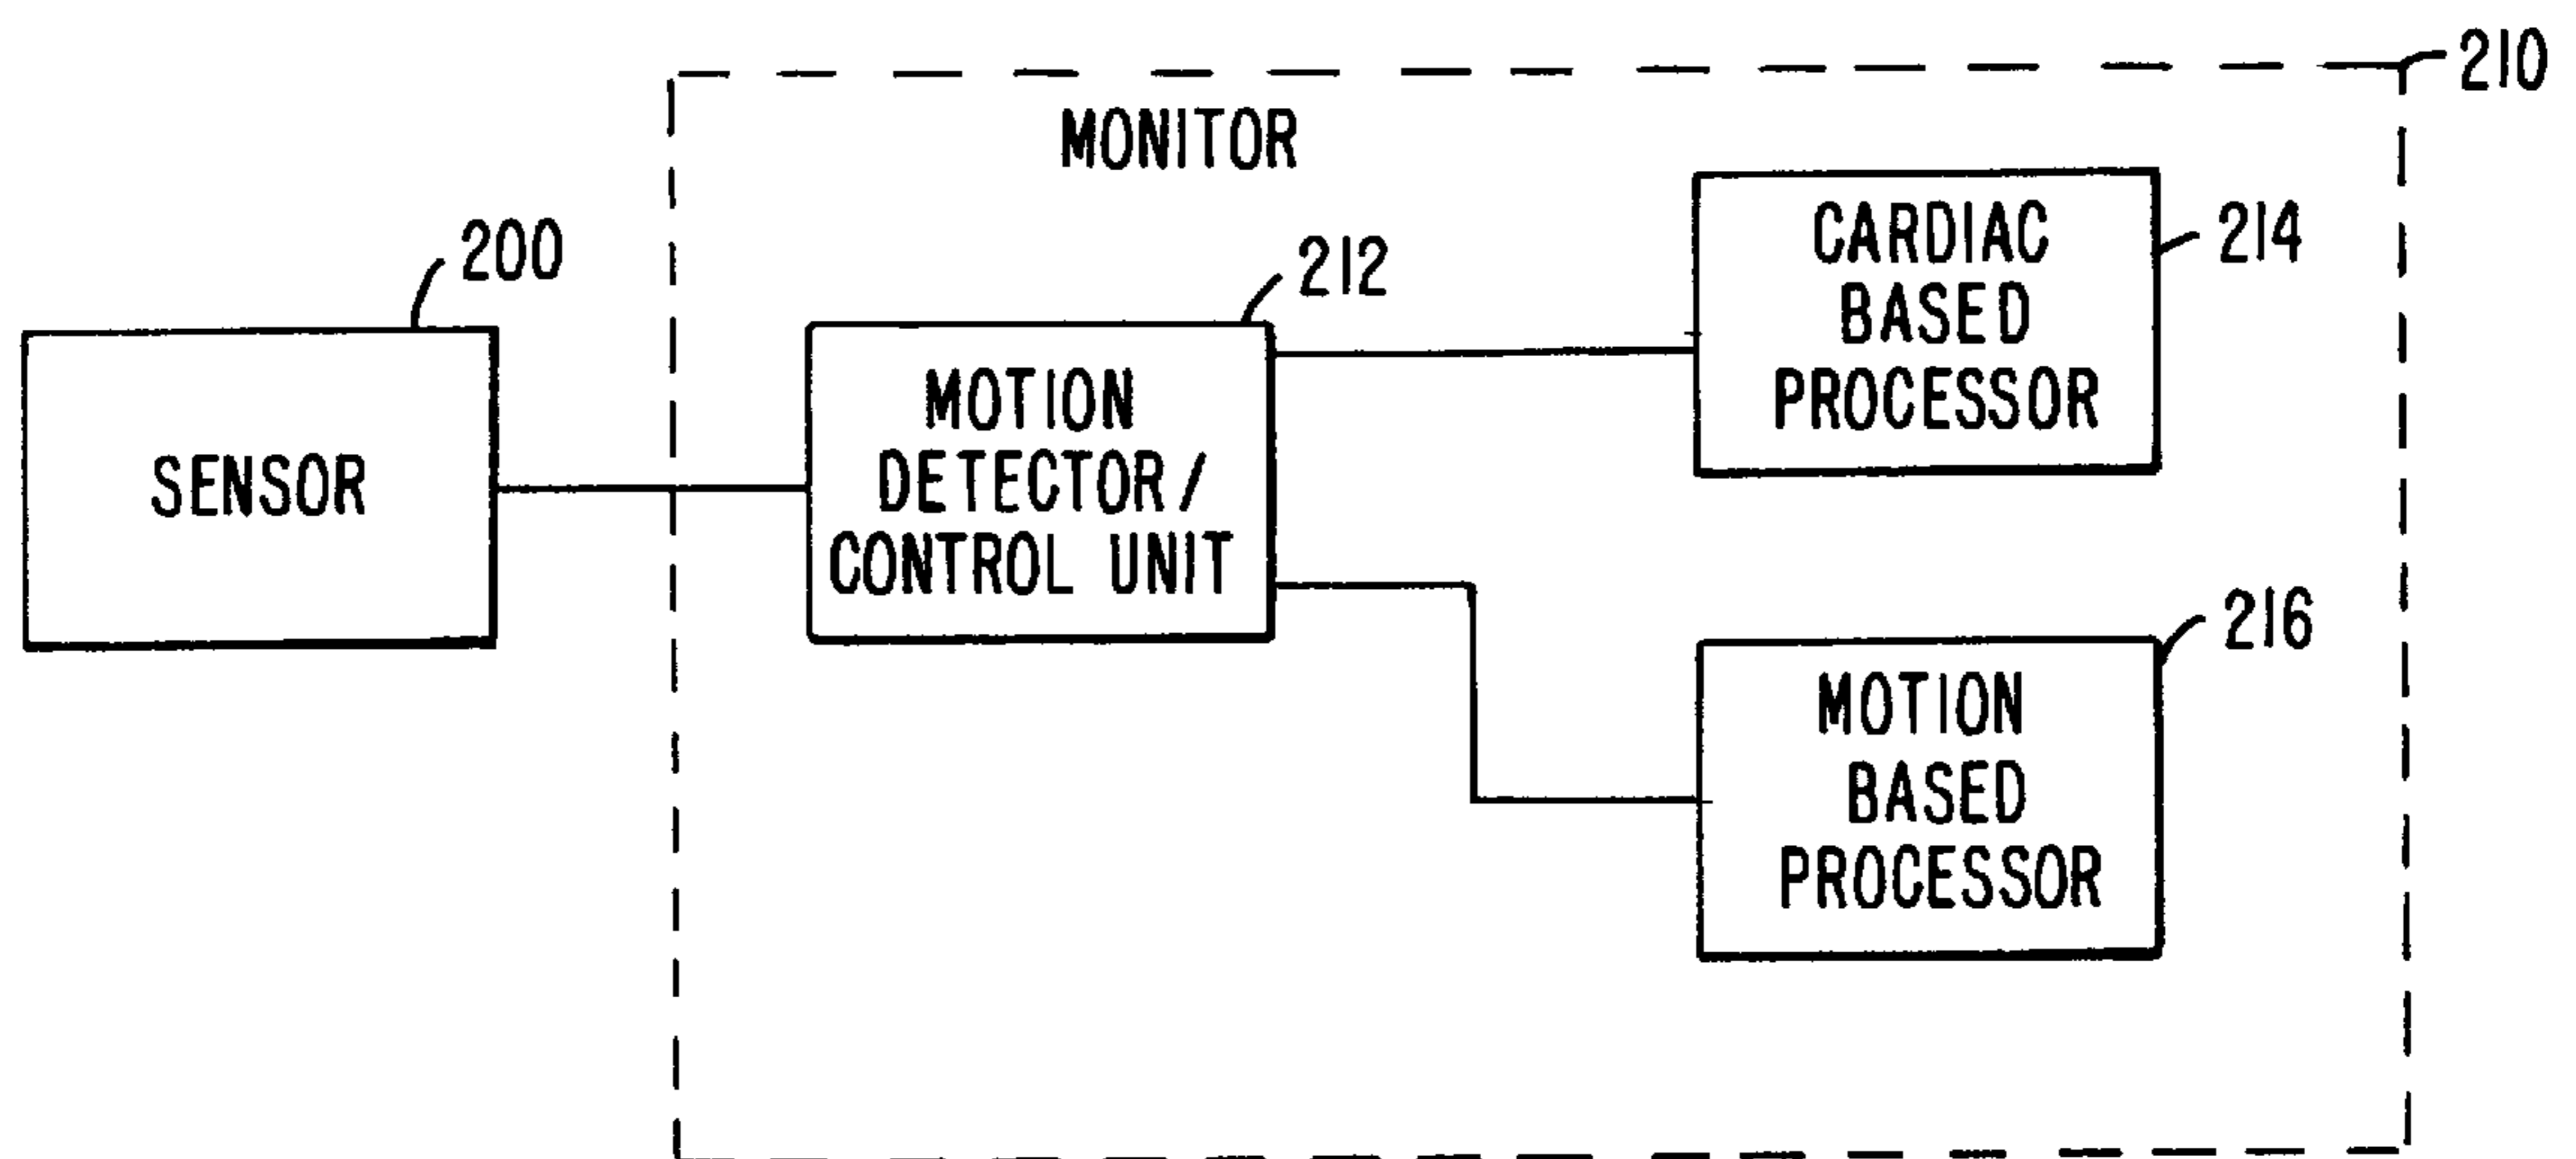 210
MONITOR
200
212
CARDIAC
BASED
PROCESSOR
214
SENSOR
MOTION
DETECTOR/
CONTROL UNIT
216
MOTION
BASED
PROCESSOR